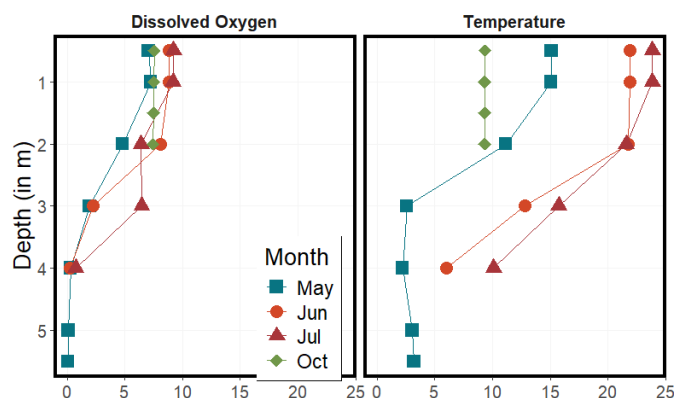 Dissolved Oxygen
Temperature
Depth (in m)
1
2
3
4
5
Month
May
Jun
Jul
Oct
0 5 10 15 20 25
0 5 10 15 20 25